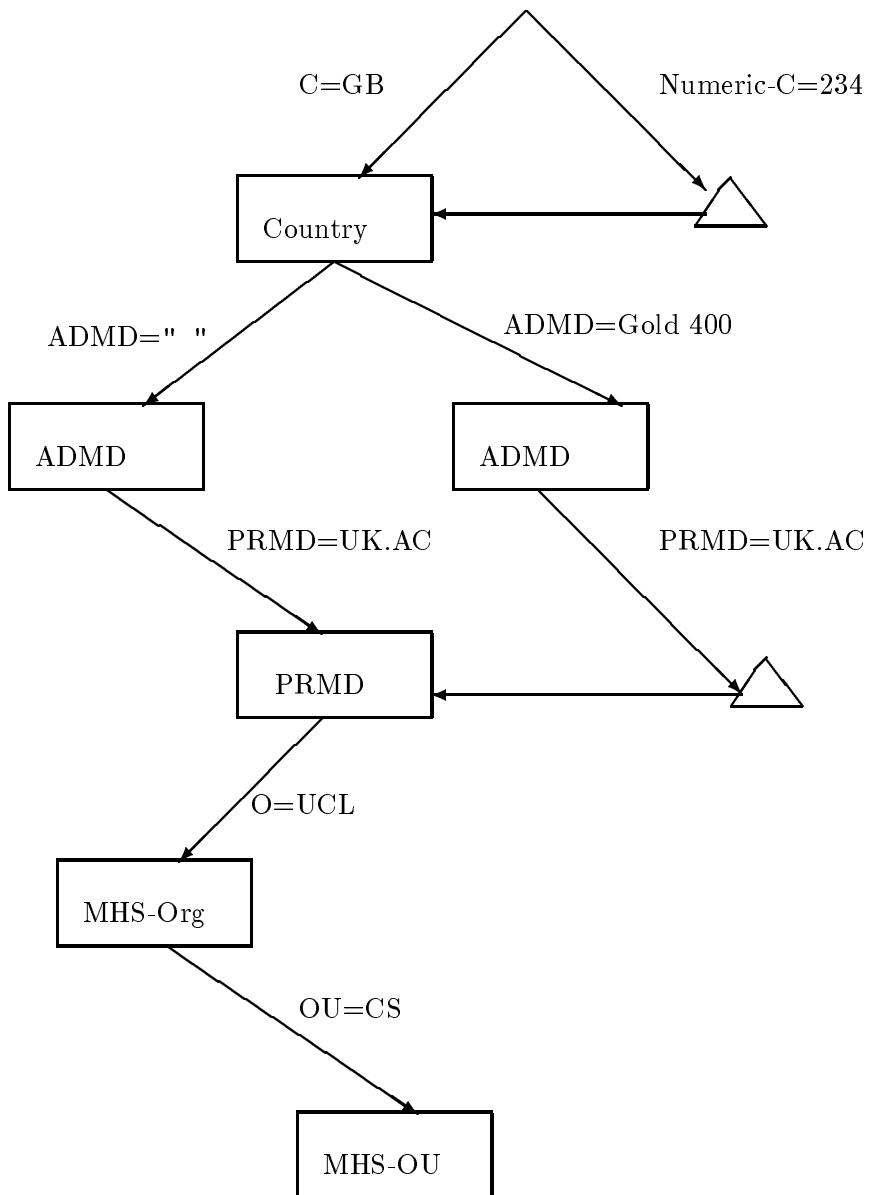 C=GB
Numeric-C=234
Country
ADMD=" "
ADMD=Gold 400
ADMD
ADMD
PRMD=UK.AC
PRMD=UK.AC
PRMD
O=UCL
MHS-Org
OU=CS
MHS-OU